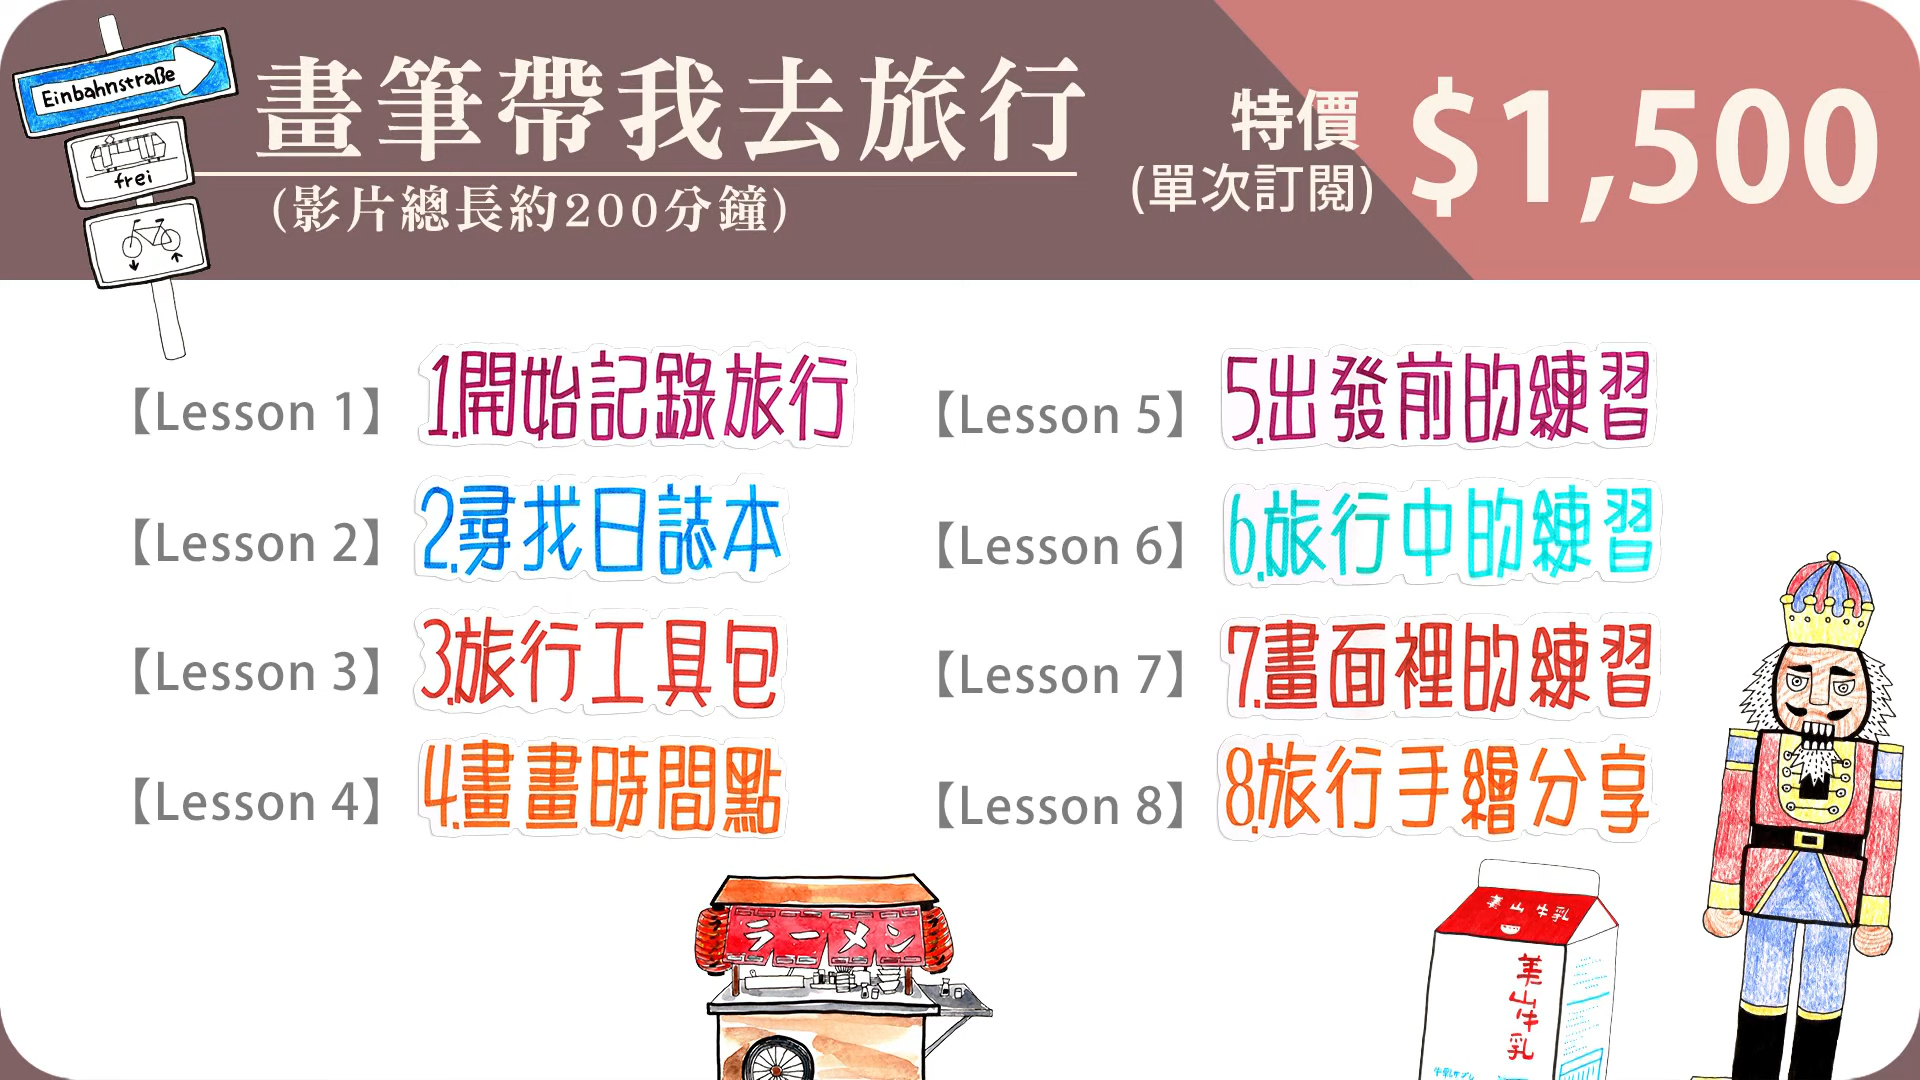 Einbahnstraße
frei
畫筆帶我去旅行
(影片總長約200分鐘)
特價
(單次訂閱)
$1,500
【Lesson 1】 1.開始記錄旅行
【Lesson 2】 2.尋找日誌本
【Lesson 3】 3.旅行工具包
【Lesson 4】 4.畫畫時間點
【Lesson 5】 5.出發前的練習
【Lesson 6】 6.旅行中的練習
【Lesson 7】 7.畫面裡的練習
【Lesson 8】 8.旅行手繪分享
ラーメン
美山牛乳
美山牛乳